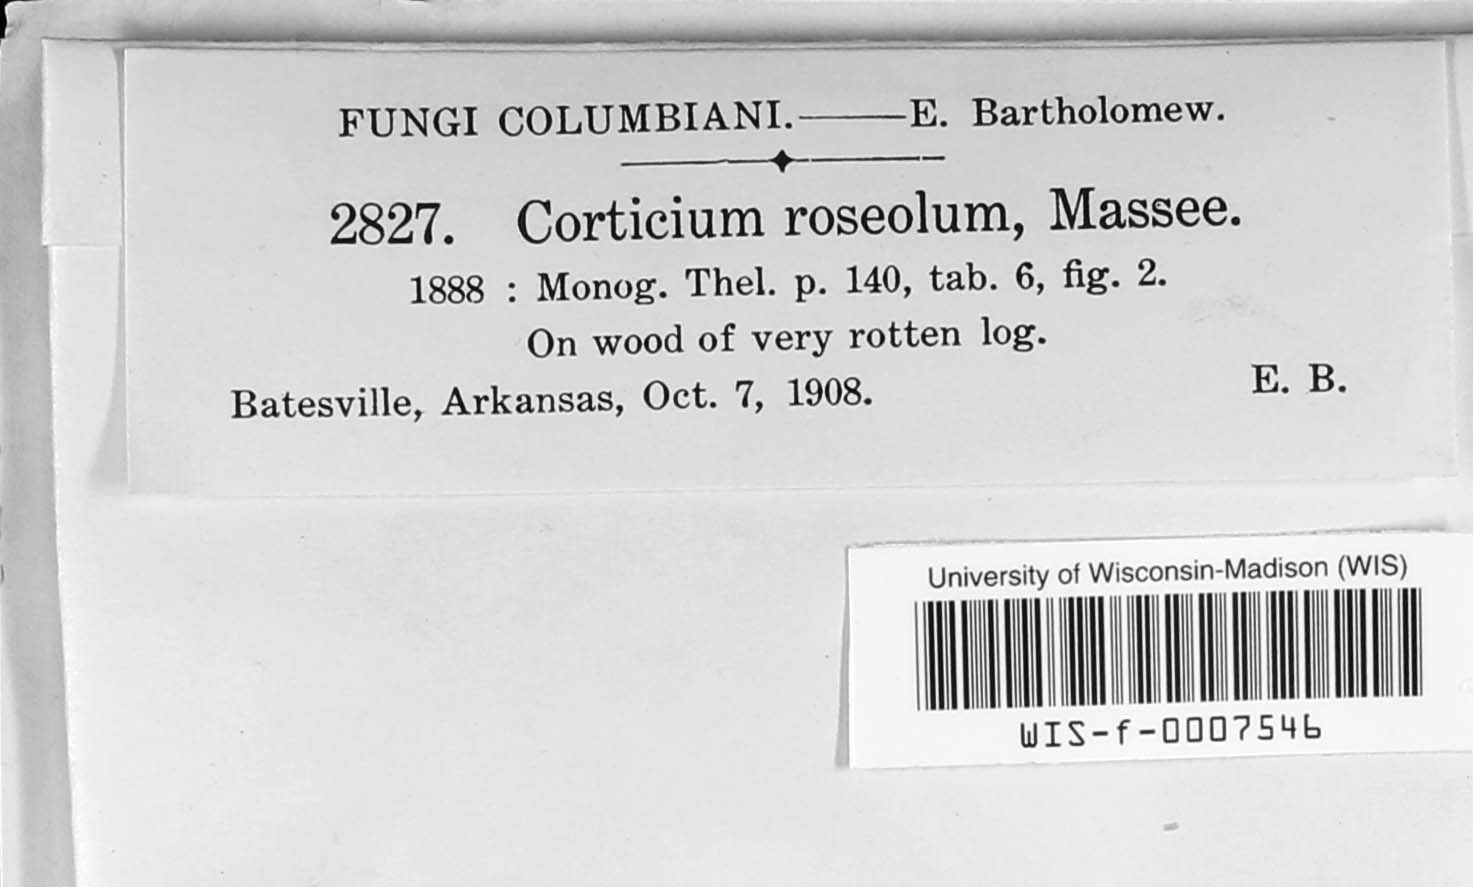 FUNGI COLUMBIANI.——E. Bartholomew.
2827. Corticium roseolum, Massee.
1888 : Monog. Thel. p. 140, tab. 6, fig. 2.
On wood of very rotten log.
Batesville, Arkansas, Oct. 7, 1908. E. B.
University of Wisconsin-Madison (WIS)
WIS-f-0007546